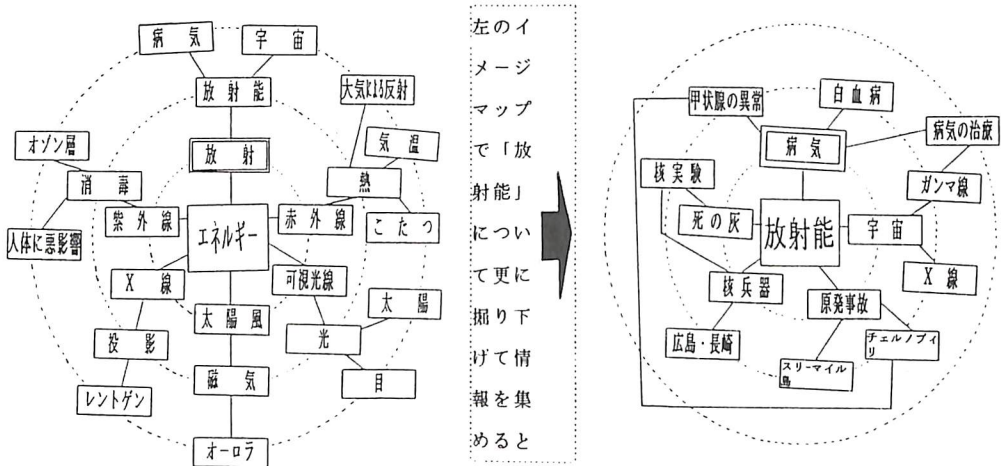 病気
宇宙
放射能
大気による反射
放射
気温
オゾン層
消毒
熱
紫外線
エネルギー
赤外線
こたつ
人体に悪影響
X線
可視光線
太陽風
太陽
投影
光
磁気
目
レントゲン
オーロラ
左のイ
メージ
マップ
で「放
射能」
につい
て更に
掘り下
げて情
報を集
めると
甲状腺の異常
白血病
病気の治療
病気
核実験
ガンマ線
死の灰
放射能
宇宙
核兵器
原発事故
X線
広島・長崎
チェルノブイ
リ
スリーマイル
島